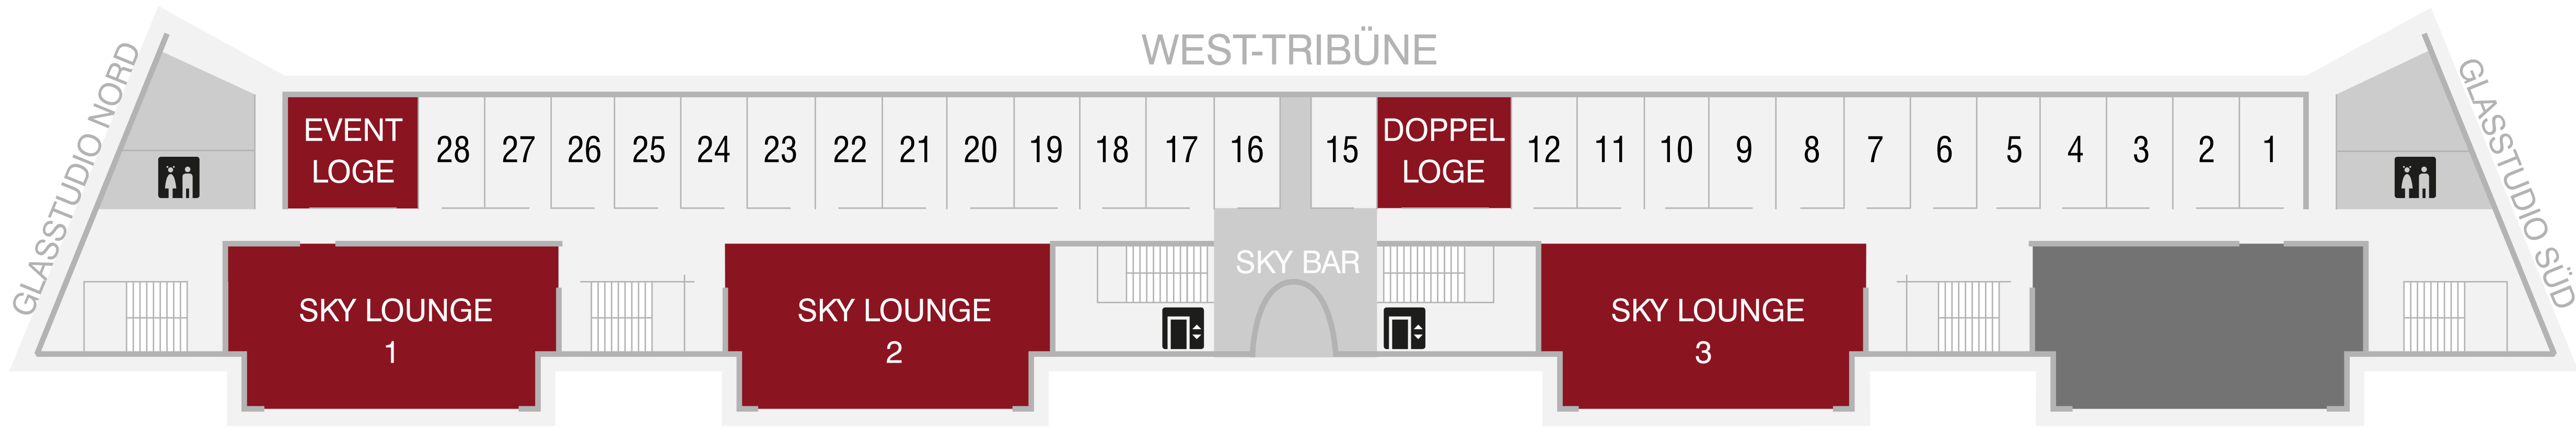 WEST-TRIBÜNE
GLASSTUDIO NORD
EVENT
LOGE
28 27 26 25 24 23 22 21 20 19 18 17 16 15
DOPPEL
LOGE
12 11 10 9 8 7 6 5 4 3 2 1
GLASSTUDIO SÜD
SKY BAR
SKY LOUNGE
1
SKY LOUNGE
2
SKY LOUNGE
3